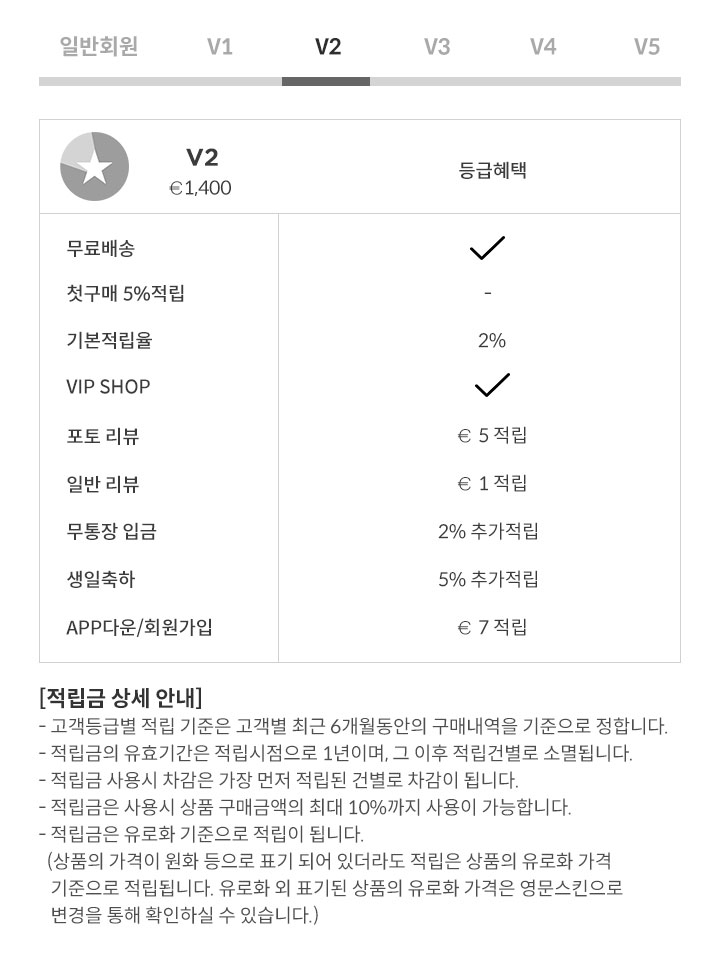 일반회원 V1 V2 V3 V4 V5
V2
€1,400
등급혜택
무료배송
첫구매 5%적립 -
기본적립율 2%
VIP SHOP
포토 리뷰 € 5 적립
일반 리뷰 € 1 적립
무통장 입금 2% 추가적립
생일축하 5% 추가적립
APP다운/회원가입 € 7 적립
[적립금 상세 안내]
- 고객등급별 적립 기준은 고객별 최근 6개월동안의 구매내역을 기준으로 정합니다.
- 적립금의 유효기간은 적립시점으로 1년이며, 그 이후 적립건별로 소멸됩니다.
- 적립금 사용시 차감은 가장 먼저 적립된 건별로 차감이 됩니다.
- 적립금은 사용시 상품 구매금액의 최대 10%까지 사용이 가능합니다.
- 적립금은 유로화 기준으로 적립이 됩니다.
(상품의 가격이 원화 등으로 표기 되어 있더라도 적립은 상품의 유로화 가격
기준으로 적립됩니다. 유로화 외 표기된 상품의 유로화 가격은 영문스킨으로
변경을 통해 확인하실 수 있습니다.)